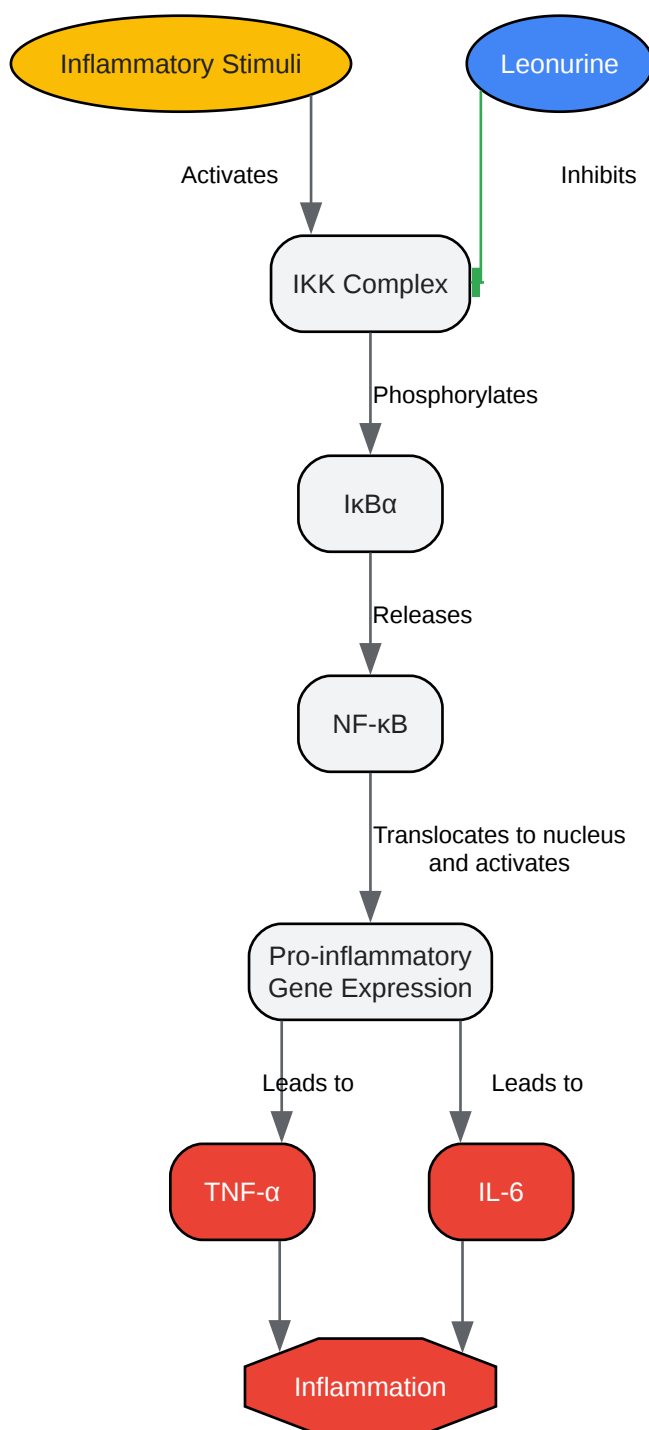 Inflammatory Stimuli
Leonurine
Activates
Inhibits
IKK Complex
Phosphorylates
IκBα
Releases
NF-κB
Translocates to nucleus
and activates
Pro-inflammatory
Gene Expression
Leads to
Leads to
TNF-α
IL-6
Inflammation